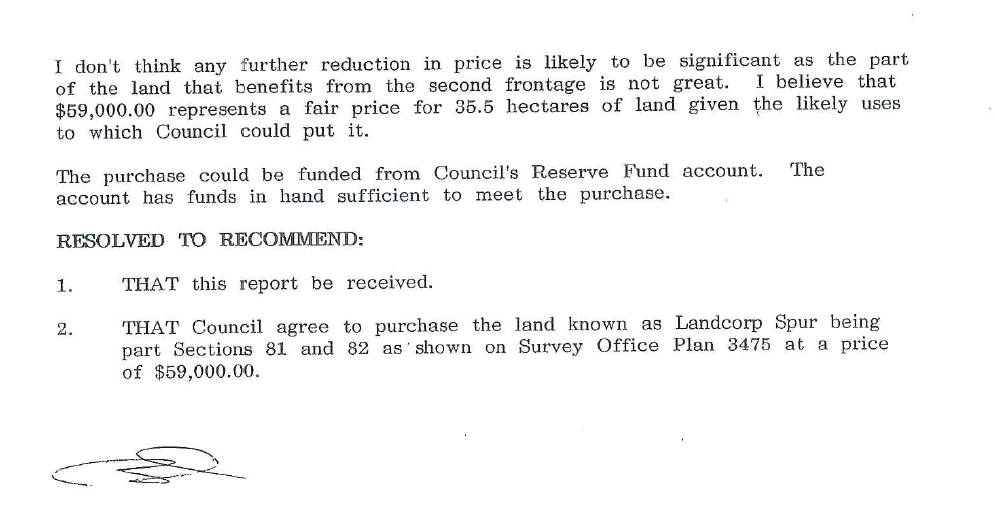 I don't think any further reduction in price is likely to be significant as the part
of the land that benefits from the second frontage is not great. I believe that
$59,000.00 represents a fair price for 35.5 hectares of land given the likely uses
to which Council could put it.
The purchase could be funded from Council's Reserve Fund account. The
account has funds in hand sufficient to meet the purchase.
RESOLVED TO RECOMMEND:
1. THAT this report be received.
2. THAT Council agree to purchase the land known as Landcorp Spur being
part Sections 81 and 82 as shown on Survey Office Plan 3475 at a price
of $59,000.00.